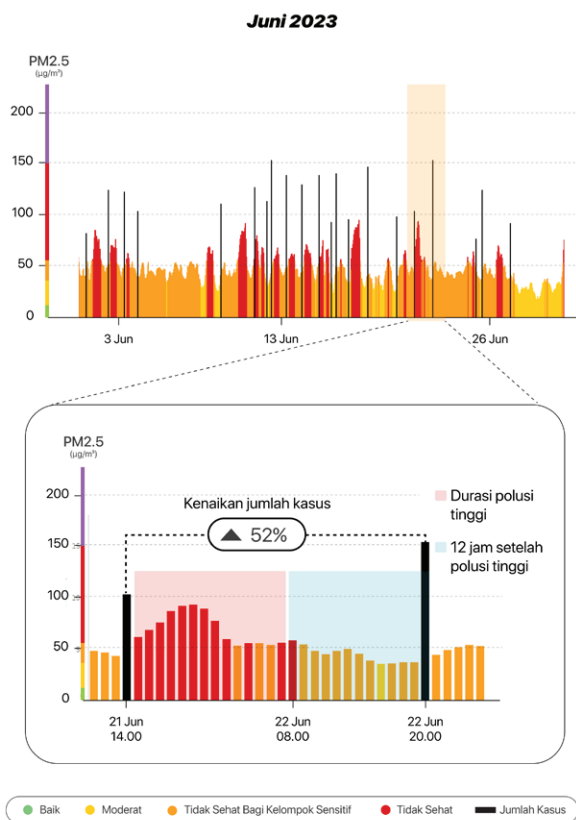 Juni 2023
PM2.5
(µg/m³)
200
150
100
50
0
3 Jun
13 Jun
26 Jun
PM2.5
(µg/m³)
200
150
100
50
0
Kenaikan jumlah kasus
▲ 52%
Durasi polusi
tinggi
12 jam setelah
polusi tinggi
21 Jun
14.00
22 Jun
08.00
22 Jun
20.00
Baik
Moderat
Tidak Sehat Bagi Kelompok Sensitif
Tidak Sehat
Jumlah Kasus